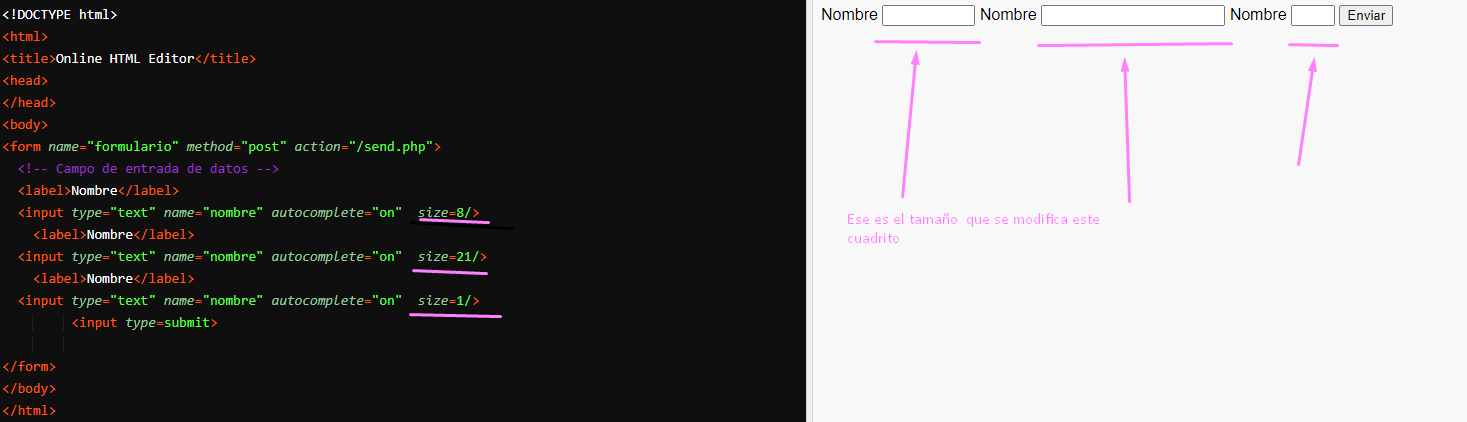 <!DOCTYPE html>
<html>
<title>Online HTML Editor</title>
<head>
</head>
<body>
<form name="formulario" method="post" action="/send.php">
<!-- Campo de entrada de datos -->
<label>Nombre</label>
<input type="text" name="nombre" autocomplete="on"  size=8/>
<label>Nombre</label>
<input type="text" name="nombre" autocomplete="on"  size=21/>
<label>Nombre</label>
<input type="text" name="nombre" autocomplete="on"  size=1/>
<input type=submit>
</form>
</body>
</html>
Nombre Nombre Nombre Enviar
Ese es el tamaño que se modifica este
cuadrito